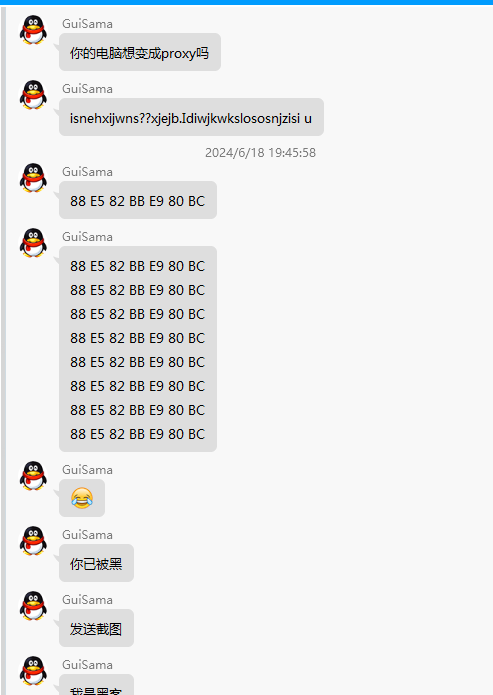 GuiSama
你的电脑想变成proxy吗
GuiSama
isnehxijwns??xjejb.Idiwjkwkslososnjzisi u
2024/6/18 19:45:58
GuiSama
88 E5 82 BB E9 80 BC
GuiSama
88 E5 82 BB E9 80 BC
88 E5 82 BB E9 80 BC
88 E5 82 BB E9 80 BC
88 E5 82 BB E9 80 BC
88 E5 82 BB E9 80 BC
88 E5 82 BB E9 80 BC
88 E5 82 BB E9 80 BC
88 E5 82 BB E9 80 BC
GuiSama
😂
GuiSama
你已被黑
GuiSama
发送截图
GuiSama
我是黑客